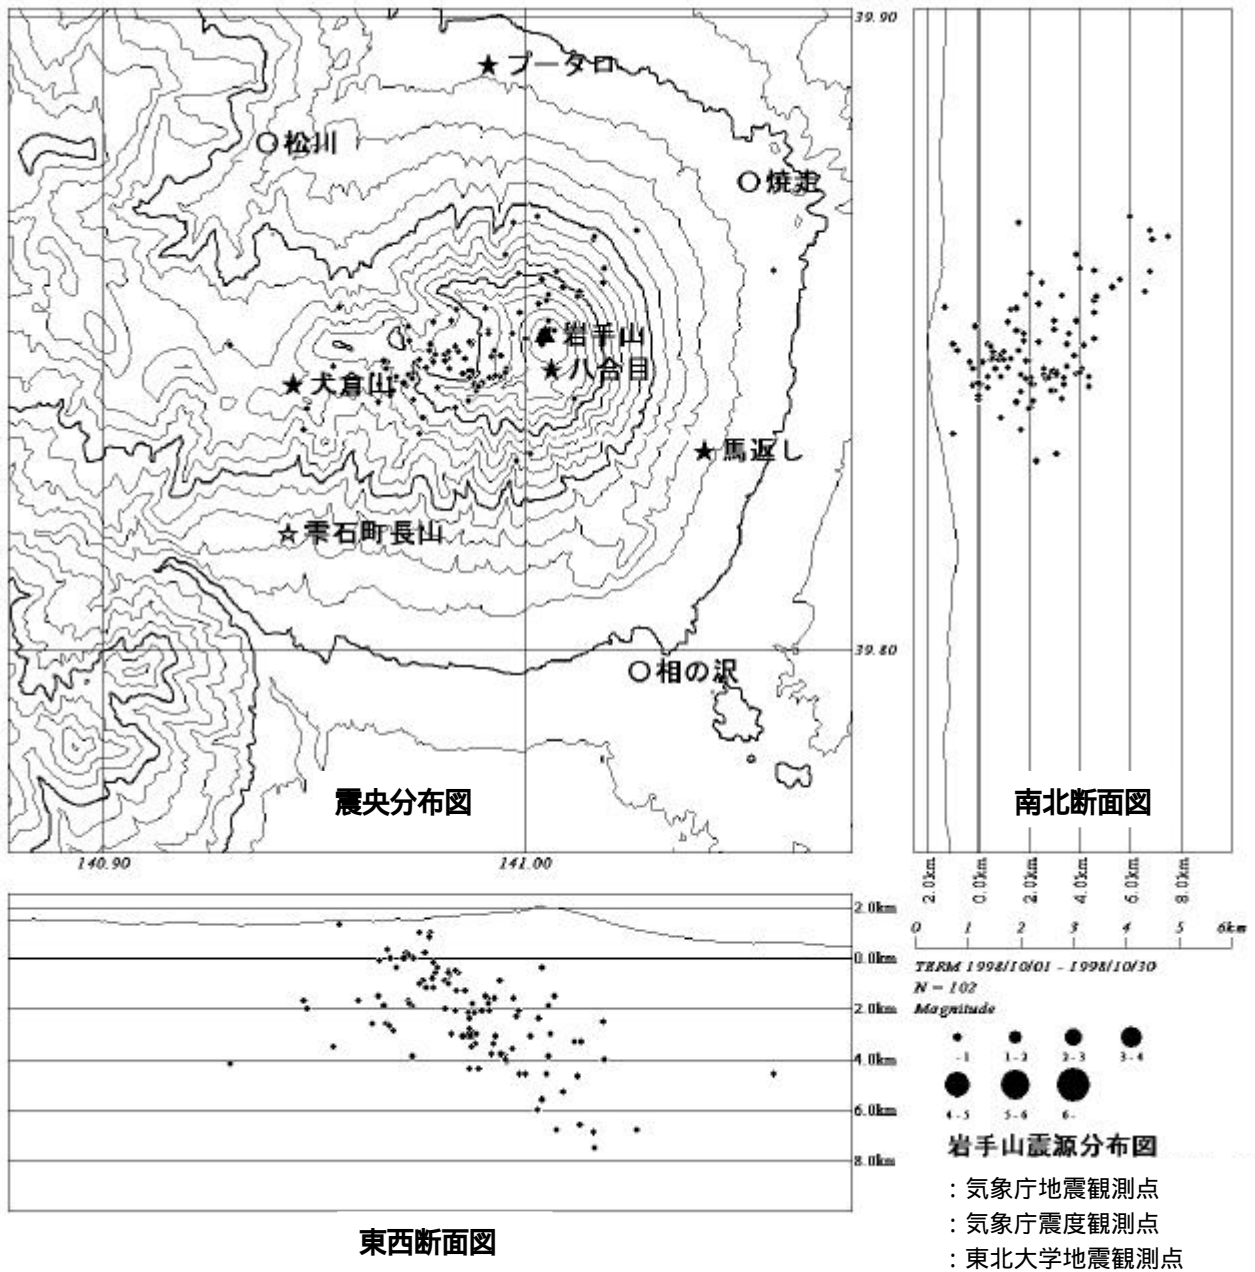 39.90
★プータロ
○松川
○焼走
▲岩手山
★八合目
★犬倉山
★馬返し
☆雫石町長山
39.80
○相の沢
震央分布図
南北断面図
140.90
141.00
2.0km
0.0km
2.0km
4.0km
6.0km
8.0km
0 1 2 3 4 5 6km
2.0km
0.0km
2.0km
4.0km
6.0km
8.0km
東西断面図
TERM 1998/10/01 - 1998/10/30
N = 102
Magnitude
- 1 1 - 2 2 - 3 3 - 4
4 - 5 5 - 6 6 -
岩手山震源分布図
：気象庁地震観測点
：気象庁震度観測点
：東北大学地震観測点